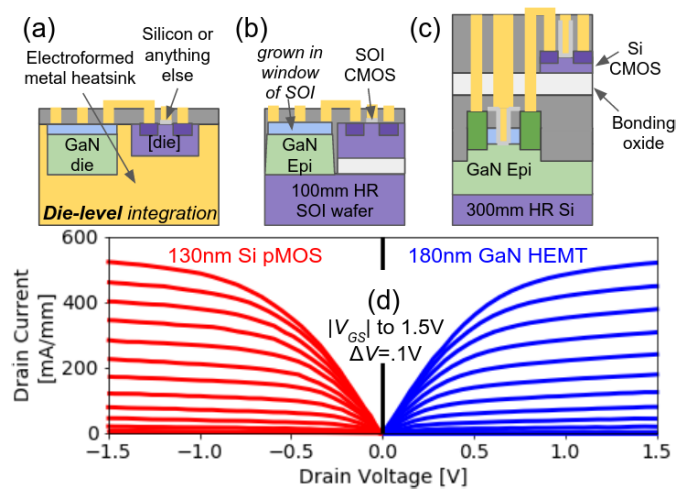 (a)
Electroformed
metal heatsink
Silicon or
anything
else
GaN
die
[die]
Die-level integration
(b)
grown in
window
of SOI
SOI
CMOS
GaN
Epi
100mm HR
SOI wafer
(c)
Si
CMOS
Bonding
oxide
GaN Epi
300mm HR Si
130nm Si pMOS
180nm GaN HEMT
(d)
|VGS| to 1.5V
ΔV=.1V
Drain Current
[mA/mm]
600
400
200
0
−1.5 −1.0 −0.5 0.0 0.5 1.0 1.5
Drain Voltage [V]